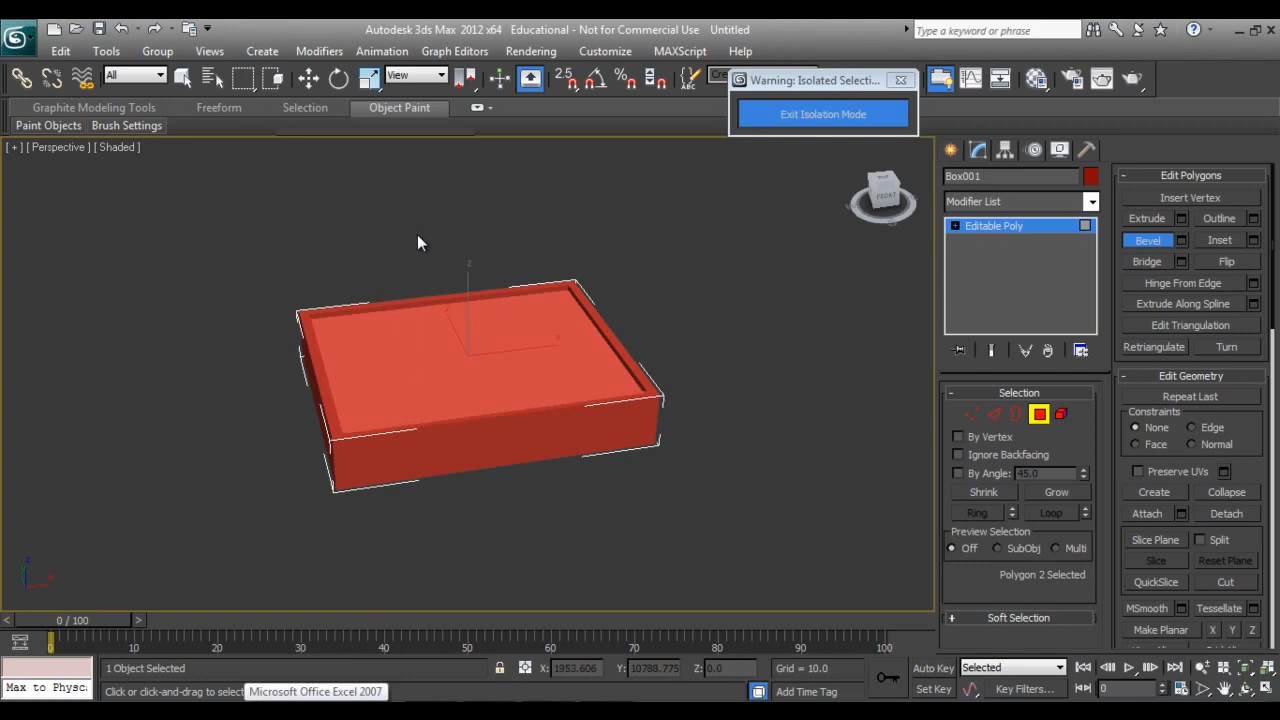 Autodesk 3ds Max 2012 x64 Educational - Not for Commercial Use Untitled
Type a keyword or phrase
Edit Tools Group Views Create Modifiers Animation Graph Editors Rendering Customize MAXScript Help
All
View
2.5
ABC
Warning: Isolated Selecti...
Exit Isolation Mode
Graphite Modeling Tools Freeform Selection Object Paint
Paint Objects Brush Settings
[ + ] [ Perspective ] [ Shaded ]
FRONT
z
x
Box001
Modifier List
Editable Poly
Selection
By Vertex
Ignore Backfacing
By Angle: 45.0
Shrink Grow
Ring Loop
Preview Selection
Off SubObj Multi
Polygon 2 Selected
Soft Selection
Edit Polygons
Insert Vertex
Extrude Outline
Bevel Inset
Bridge Flip
Hinge From Edge
Extrude Along Spline
Edit Triangulation
Retriangulate Turn
Edit Geometry
Repeat Last
Constraints
None Edge
Face Normal
Preserve UVs
Create Collapse
Attach Detach
Slice Plane Split
Slice Reset Plane
QuickSlice Cut
MSmooth Tessellate
Make Planar X Y Z
z
x
0 / 100
0 10 20 30 40 50 60 70 80 90 100
Max to Physc
1 Object Selected
X: 1953.606 Y: 10788.775 Z: 0.0 Grid = 10.0
Click or click-and-drag to select
Microsoft Office Excel 2007
Add Time Tag
Auto Key Selected
Set Key Key Filters... 0